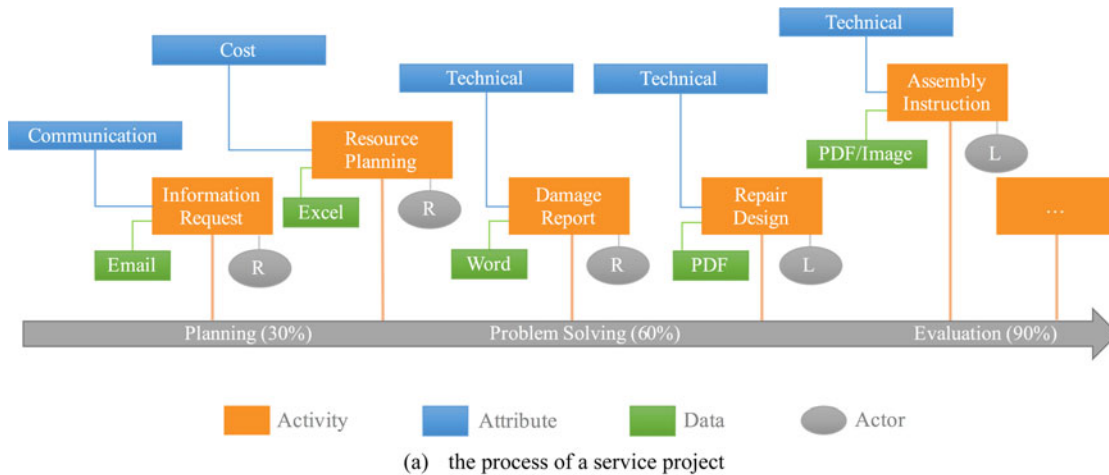 Technical
Cost
Technical
Technical
Assembly
Instruction
Communication
Resource
Planning
PDF/Image
L
Information
Request
Excel
R
Damage
Report
Repair
Design
...
Email
R
Word
R
PDF
L
Planning (30%)
Problem Solving (60%)
Evaluation (90%)
Activity
Attribute
Data
Actor
(a) the process of a service project